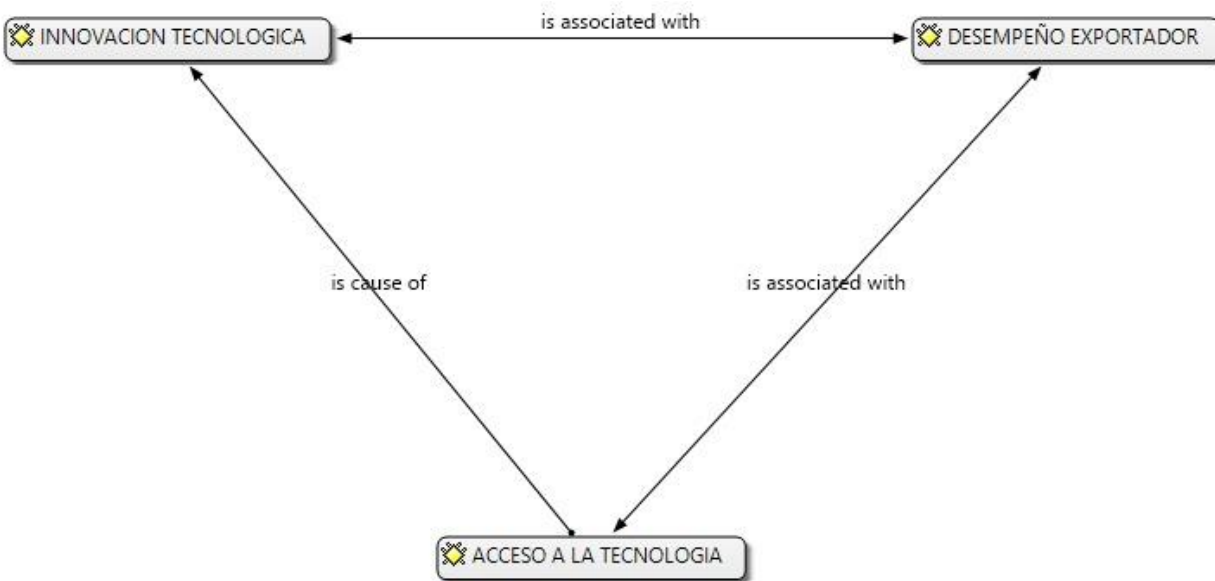 is associated with
INNOVACION TECNOLOGICA
DESEMPEÑO EXPORTADOR
is cause of
is associated with
ACCESO A LA TECNOLOGIA